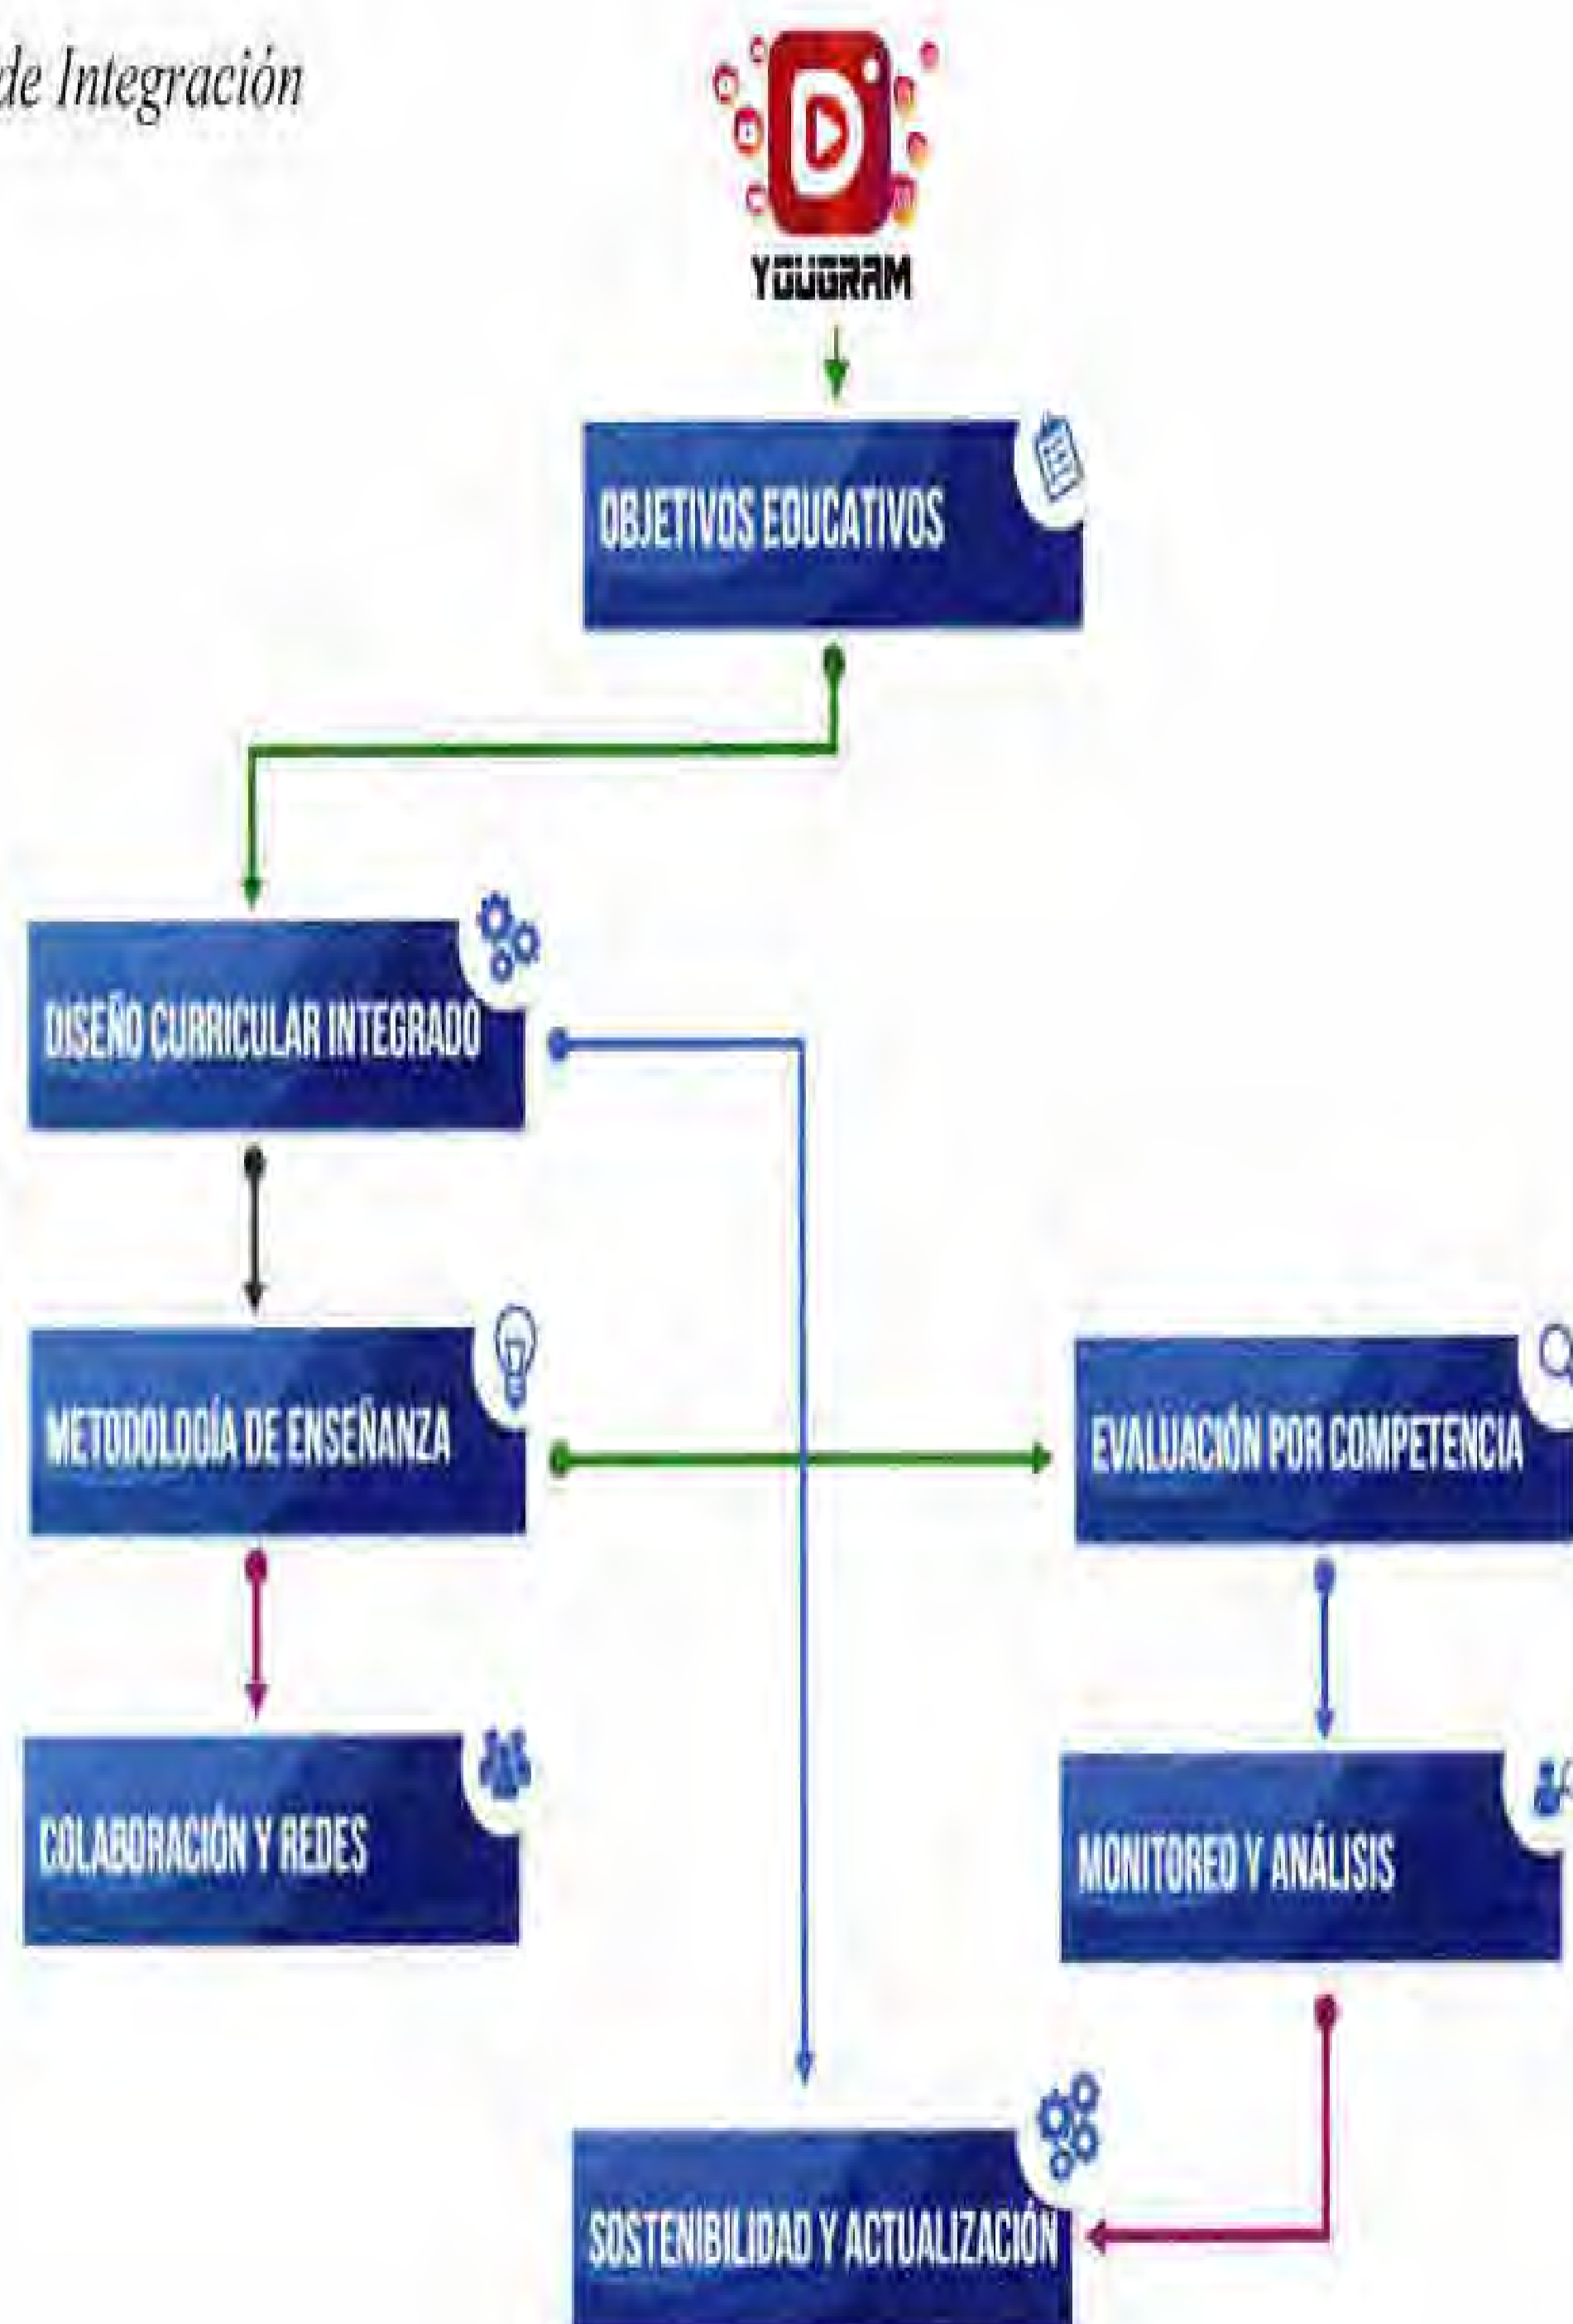 de Integración
YOUGRAM
OBJETIVOS EDUCATIVOS
DISEÑO CURRICULAR INTEGRADO
METODOLOGÍA DE ENSEÑANZA
EVALUACIÓN POR COMPETENCIA
COLABORACIÓN Y REDES
MONITOREO Y ANÁLISIS
SOSTENIBILIDAD Y ACTUALIZACIÓN